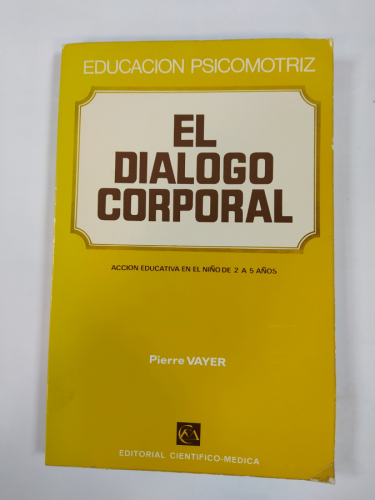 EDUCACION PSICOMOTRIZ
EL
DIALOGO
CORPORAL
ACCION EDUCATIVA EN EL NIÑO DE 2 A 5 AÑOS
Pierre VAYER
EDITORIAL CIENTIFICO-MEDICA